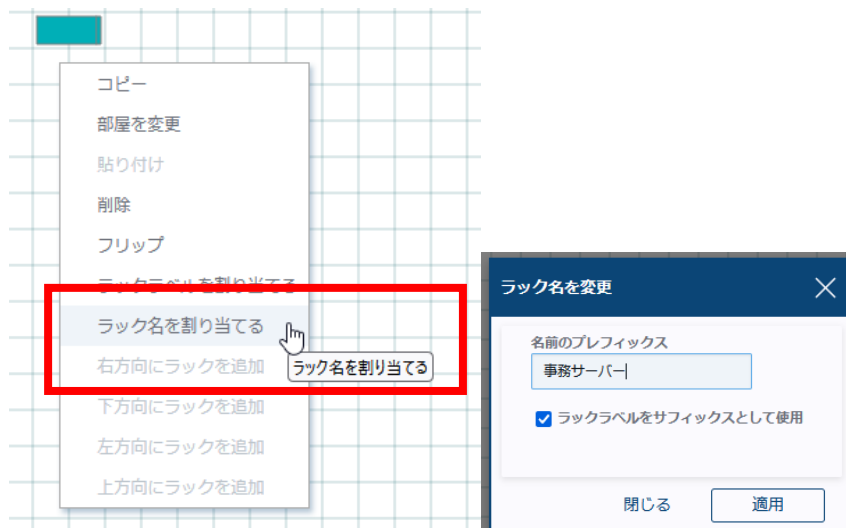 コピー
部屋を変更
貼り付け
削除
フリップ
ラックラベルを割り当てる
ラック名を割り当てる
右方向にラックを追加
ラック名を割り当てる
下方向にラックを追加
左方向にラックを追加
上方向にラックを追加
ラック名を変更
名前のプレフィックス
事務サーバー
ラックラベルをサフィックスとして使用
閉じる
適用